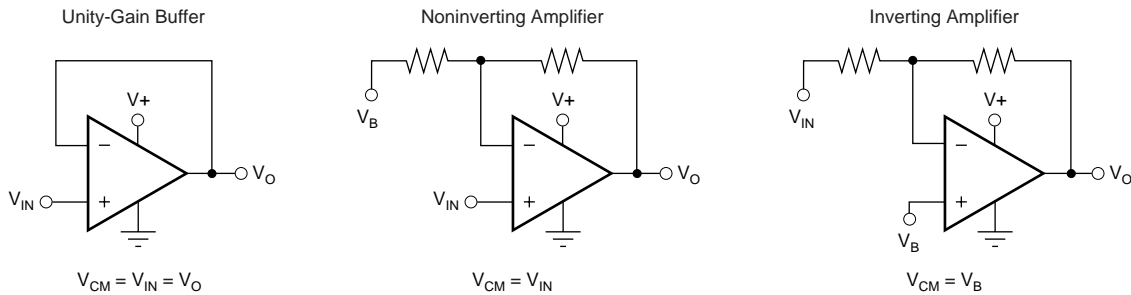 Unity-Gain Buffer
V+
−
+
V_IN
V_O
V_CM = V_IN = V_O
Noninverting Amplifier
V_B
V+
−
+
V_IN
V_O
V_CM = V_IN
Inverting Amplifier
V_IN
V+
−
+
V_B
V_O
V_CM = V_B